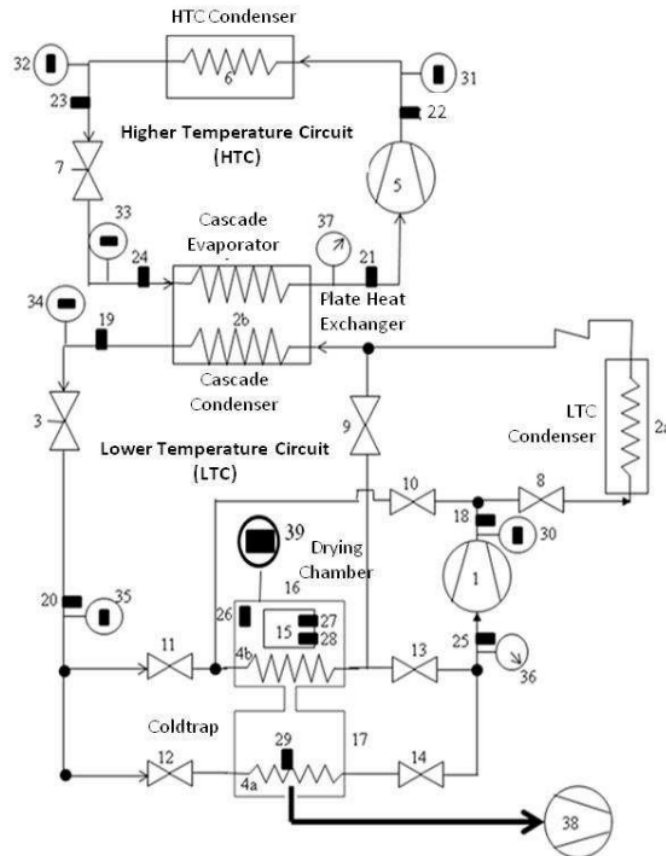 HTC Condenser
32
6
31
23
22
Higher Temperature Circuit
(HTC)
7
5
33
Cascade
Evaporator
37
24
21
34
Plate Heat
Exchanger
19
2b
Cascade
Condenser
LTC
Condenser
2a
3
9
Lower Temperature Circuit
(LTC)
10
8
18
30
39
Drying
Chamber
1
16
20
35
26
27
15
28
25
11
4b
13
36
Coldtrap
29
17
12
14
4a
38